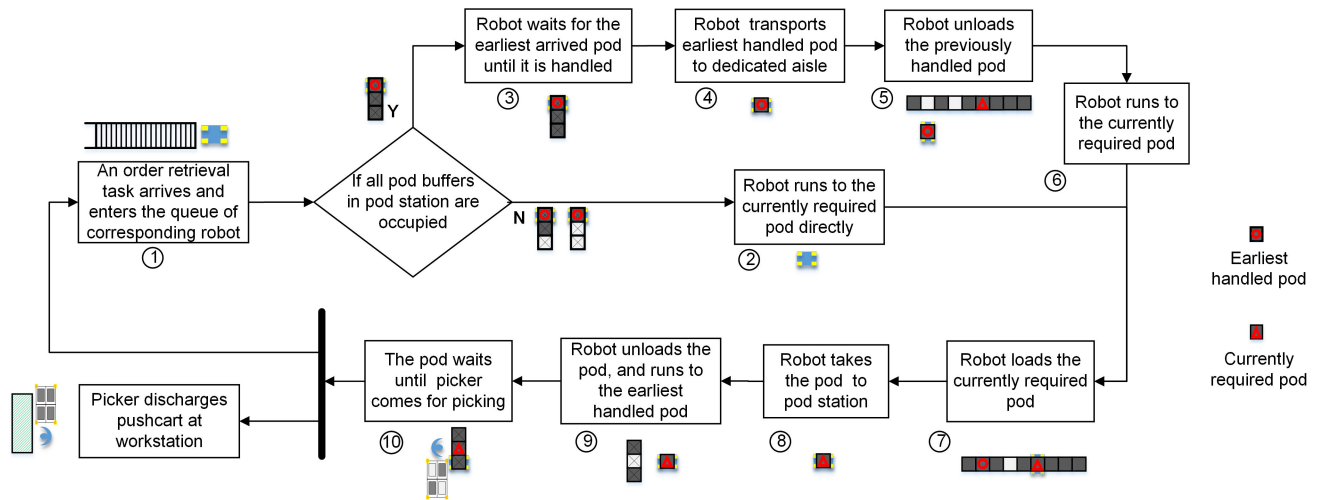 An order retrieval
task arrives and
enters the queue of
corresponding robot
①
If all pod buffers
in pod station are
occupied
Y
N
Robot waits for the
earliest arrived pod
until it is handled
③
Robot transports
earliest handled pod
to dedicated aisle
④
Robot unloads
the previously
handled pod
⑤
Robot runs to
the currently
required pod
⑥
Robot runs to the
currently required
pod directly
②
Earliest
handled pod
Currently
required pod
Robot loads the
currently required
pod
⑦
Robot takes
the pod to
pod station
⑧
Robot unloads the
pod, and runs to
the earliest
handled pod
⑨
The pod waits
until picker
comes for picking
⑩
Picker discharges
pushcart at
workstation